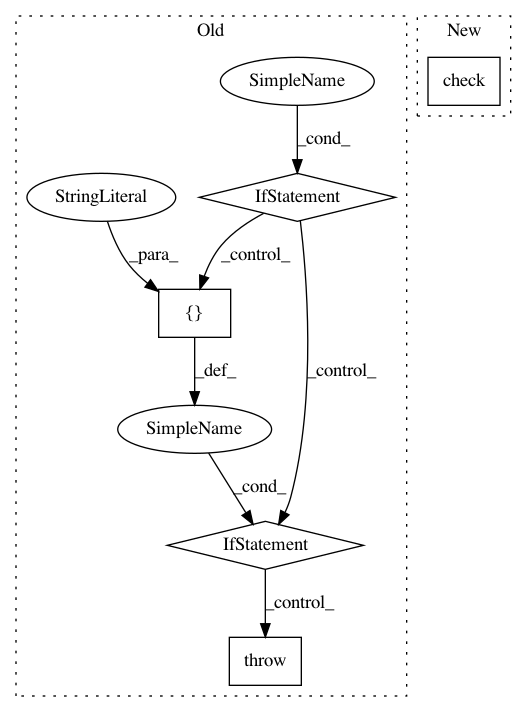 Old
New
SimpleName
check
_cond_
StringLiteral
IfStatement
_para_
_control_
{}
_def_
_control_
SimpleName
_cond_
IfStatement
_control_
throw